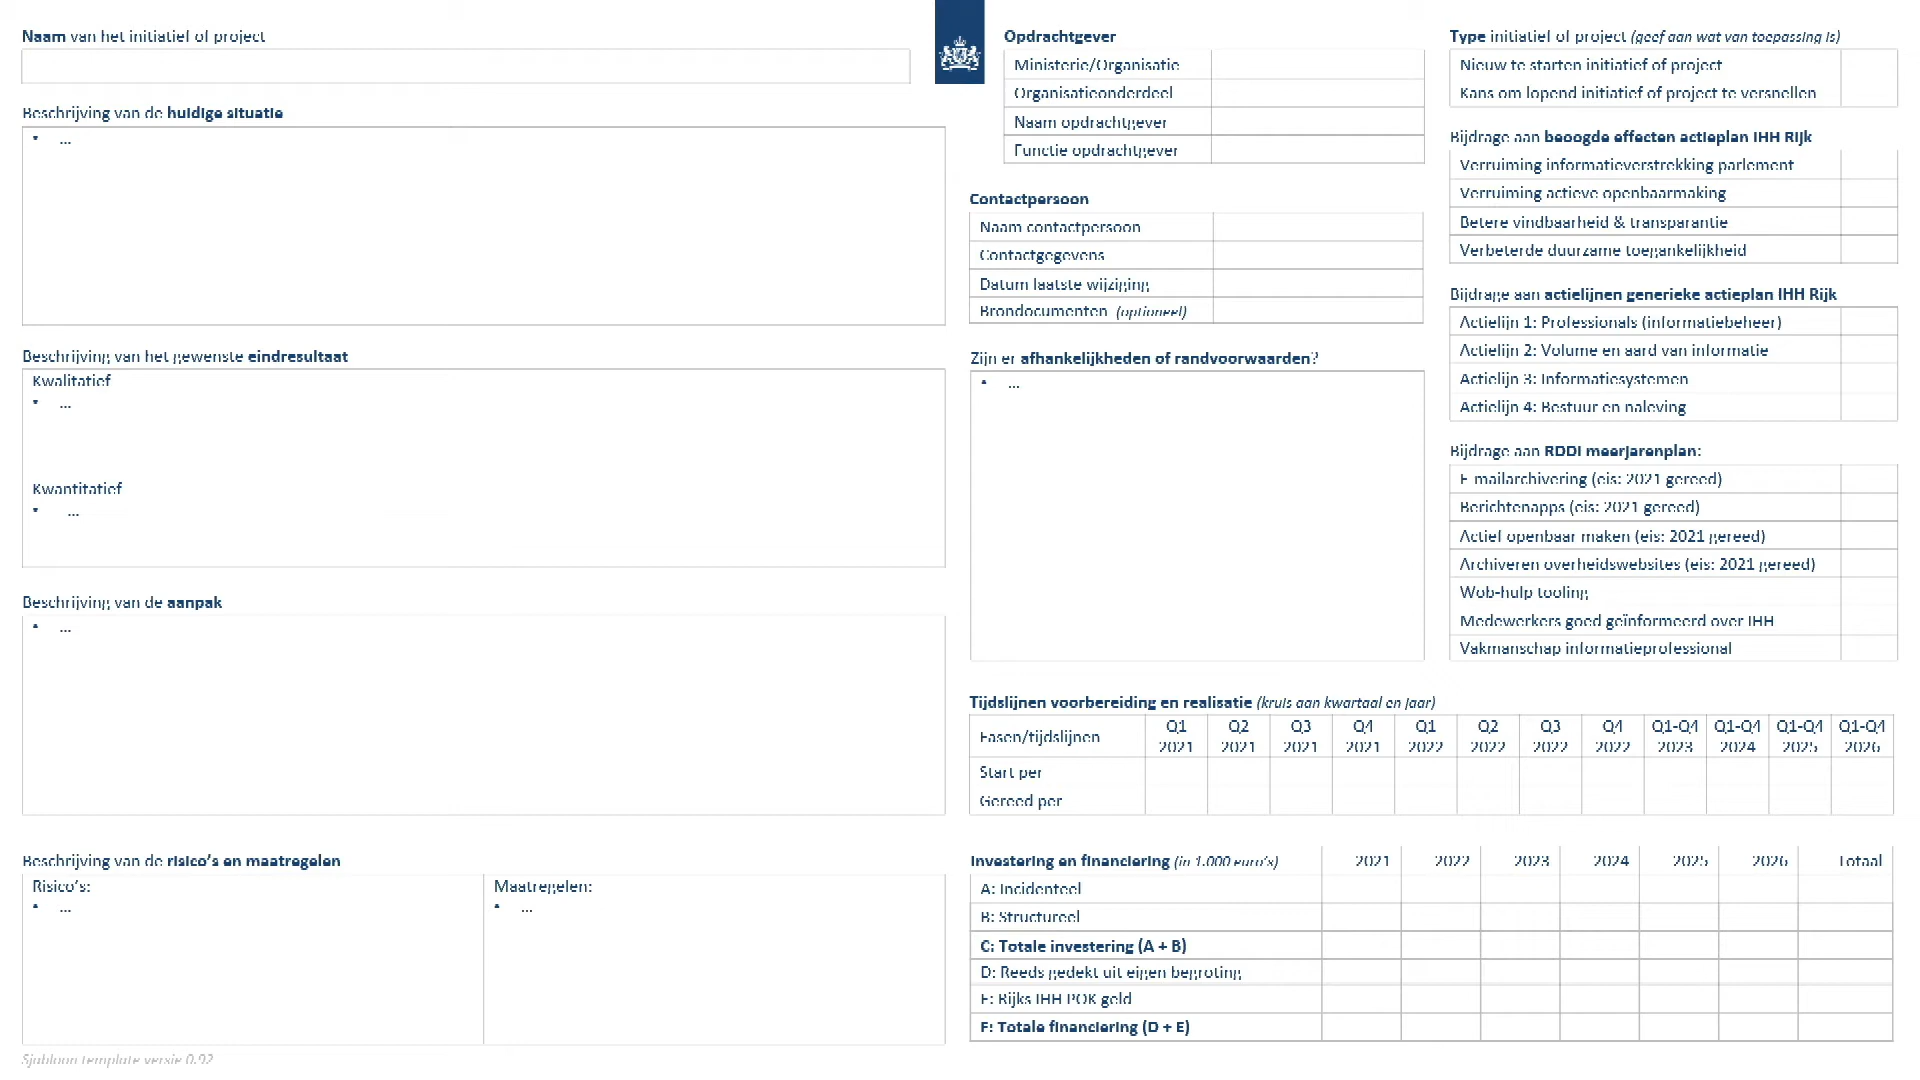 Naam van het initiatief of project
Beschrijving van de huidige situatie
• ...
Beschrijving van het gewenste eindresultaat
Kwalitatief
• ...
Kwantitatief
• ...
Beschrijving van de aanpak
• ...
Beschrijving van de risico's en maatregelen
Risico's:
• ...
Maatregelen:
• ...
Sjabloon template versie 0.92
Opdrachtgever
Ministerie/Organisatie
Organisatieonderdeel
Naam opdrachtgever
Functie opdrachtgever
Contactpersoon
Naam contactpersoon
Contactgegevens
Datum laatste wijziging
Brondocumenten (optioneel)
Zijn er afhankelijkheden of randvoorwaarden?
• ...
Type initiatief of project (geef aan wat van toepassing is)
Nieuw te starten initiatief of project
Kans om lopend initiatief of project te versnellen
Bijdrage aan beoogde effecten actieplan IHH Rijk
Verruiming informatieverstrekking parlement
Verruiming actieve openbaarmaking
Betere vindbaarheid & transparantie
Verbeterde duurzame toegankelijkheid
Bijdrage aan actielijnen generieke actieplan IHH Rijk
Actielijn 1: Professionals (informatiebeheer)
Actielijn 2: Volume en aard van informatie
Actielijn 3: Informatiesystemen
Actielijn 4: Bestuur en naleving
Bijdrage aan RDDI meerjarenplan:
E-mailarchivering (eis: 2021 gereed)
Berichtenapps (eis: 2021 gereed)
Actief openbaar maken (eis: 2021 gereed)
Archiveren overheidswebsites (eis: 2021 gereed)
Wob-hulp tooling
Medewerkers goed geïnformeerd over IHH
Vakmanschap informatieprofessional
Tijdslijnen voorbereiding en realisatie (kruis aan kwartaal en jaar)
Fasen/tijdslijnen Q1 2021 Q2 2021 Q3 2021 Q4 2021 Q1 2022 Q2 2022 Q3 2022 Q4 2022 Q1-Q4 2023 Q1-Q4 2024 Q1-Q4 2025 Q1-Q4 2026
Start per
Gereed per
Investering en financiering (in 1.000 euro's) 2021 2022 2023 2024 2025 2026 Totaal
A: Incidenteel
B: Structureel
C: Totale investering (A + B)
D: Reeds gedekt uit eigen begroting
E: Rijks IHH POK geld
F: Totale financiering (D + E)